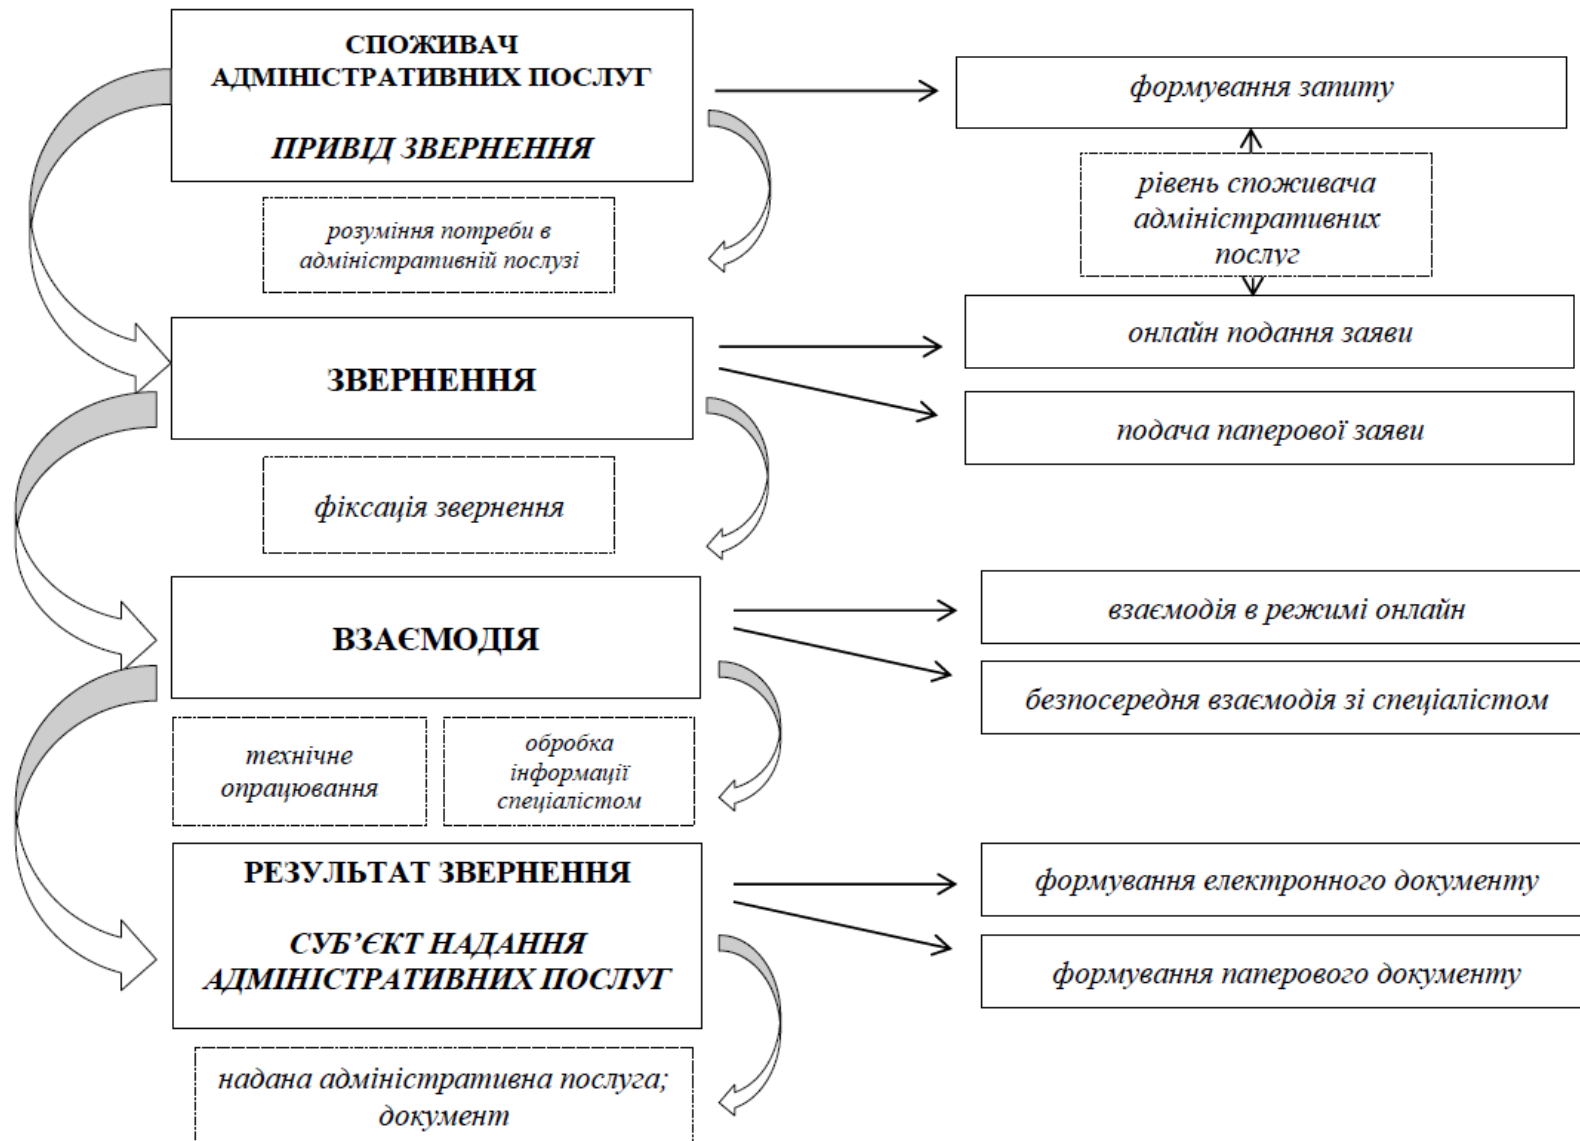 СПОЖИВАЧ
АДМІНІСТРАТИВНИХ ПОСЛУГ
ПРИВІД ЗВЕРНЕННЯ
формування запиту
рівень споживача
адміністративних
послуг
розуміння потреби в
адміністративній послузі
ЗВЕРНЕННЯ
онлайн подання заяви
подача паперової заяви
фіксація звернення
ВЗАЄМОДІЯ
взаємодія в режимі онлайн
безпосередня взаємодія зі спеціалістом
технічне
опрацювання
обробка
інформації
спеціалістом
РЕЗУЛЬТАТ ЗВЕРНЕННЯ
СУБ’ЄКТ НАДАННЯ
АДМІНІСТРАТИВНИХ ПОСЛУГ
формування електронного документу
формування паперового документу
надана адміністративна послуга;
документ